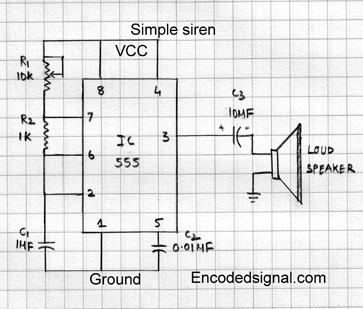 Simple siren
VCC
R1
10K
8
4
C3
10MF
+ -
7
R2
1K
IC
555
3
6
LOUD
SPEAKER
2
C1
1MF
1
5
C2
0.01MF
Ground
Encodedsignal.com